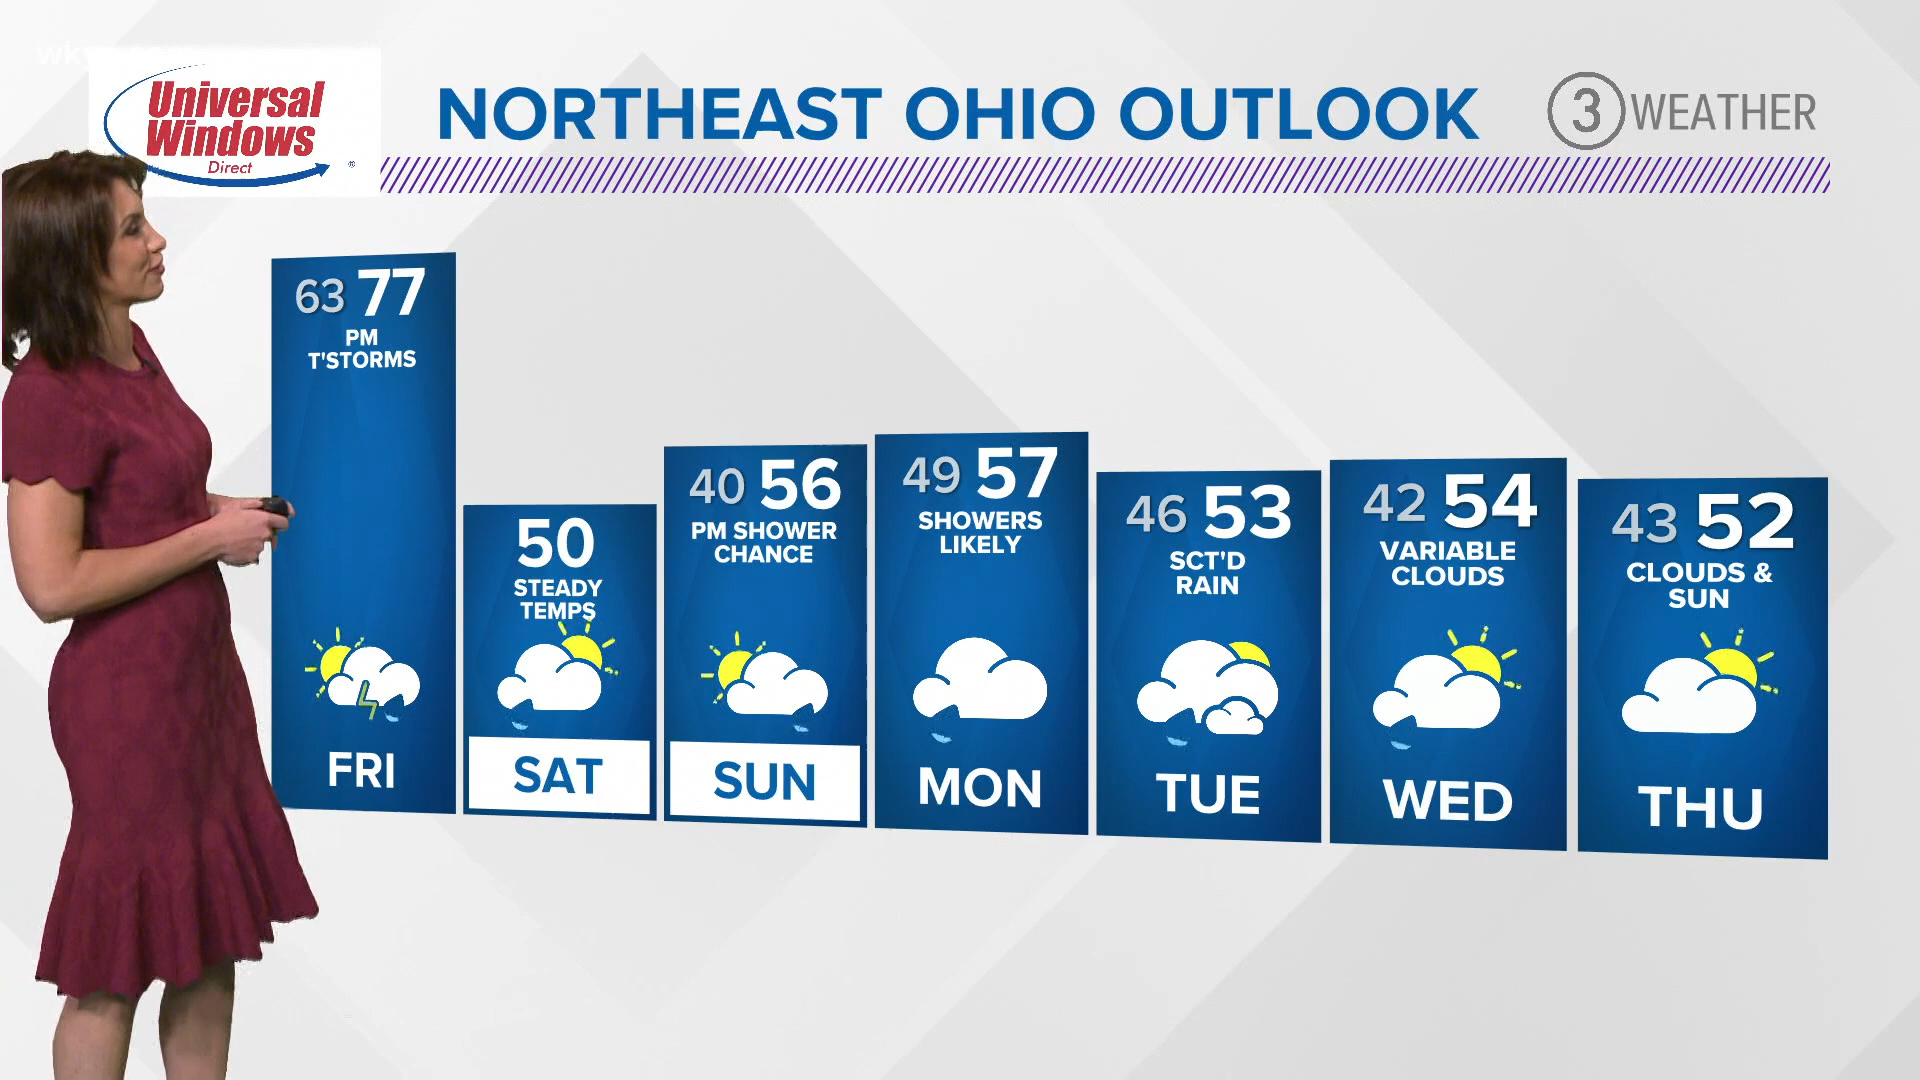 Universal
Windows
Direct
®
NORTHEAST OHIO OUTLOOK
3 WEATHER
63 77
PM
T'STORMS
FRI
50
STEADY
TEMPS
SAT
40 56
PM SHOWER
CHANCE
SUN
49 57
SHOWERS
LIKELY
MON
46 53
SCT'D
RAIN
TUE
42 54
VARIABLE
CLOUDS
WED
43 52
CLOUDS &
SUN
THU